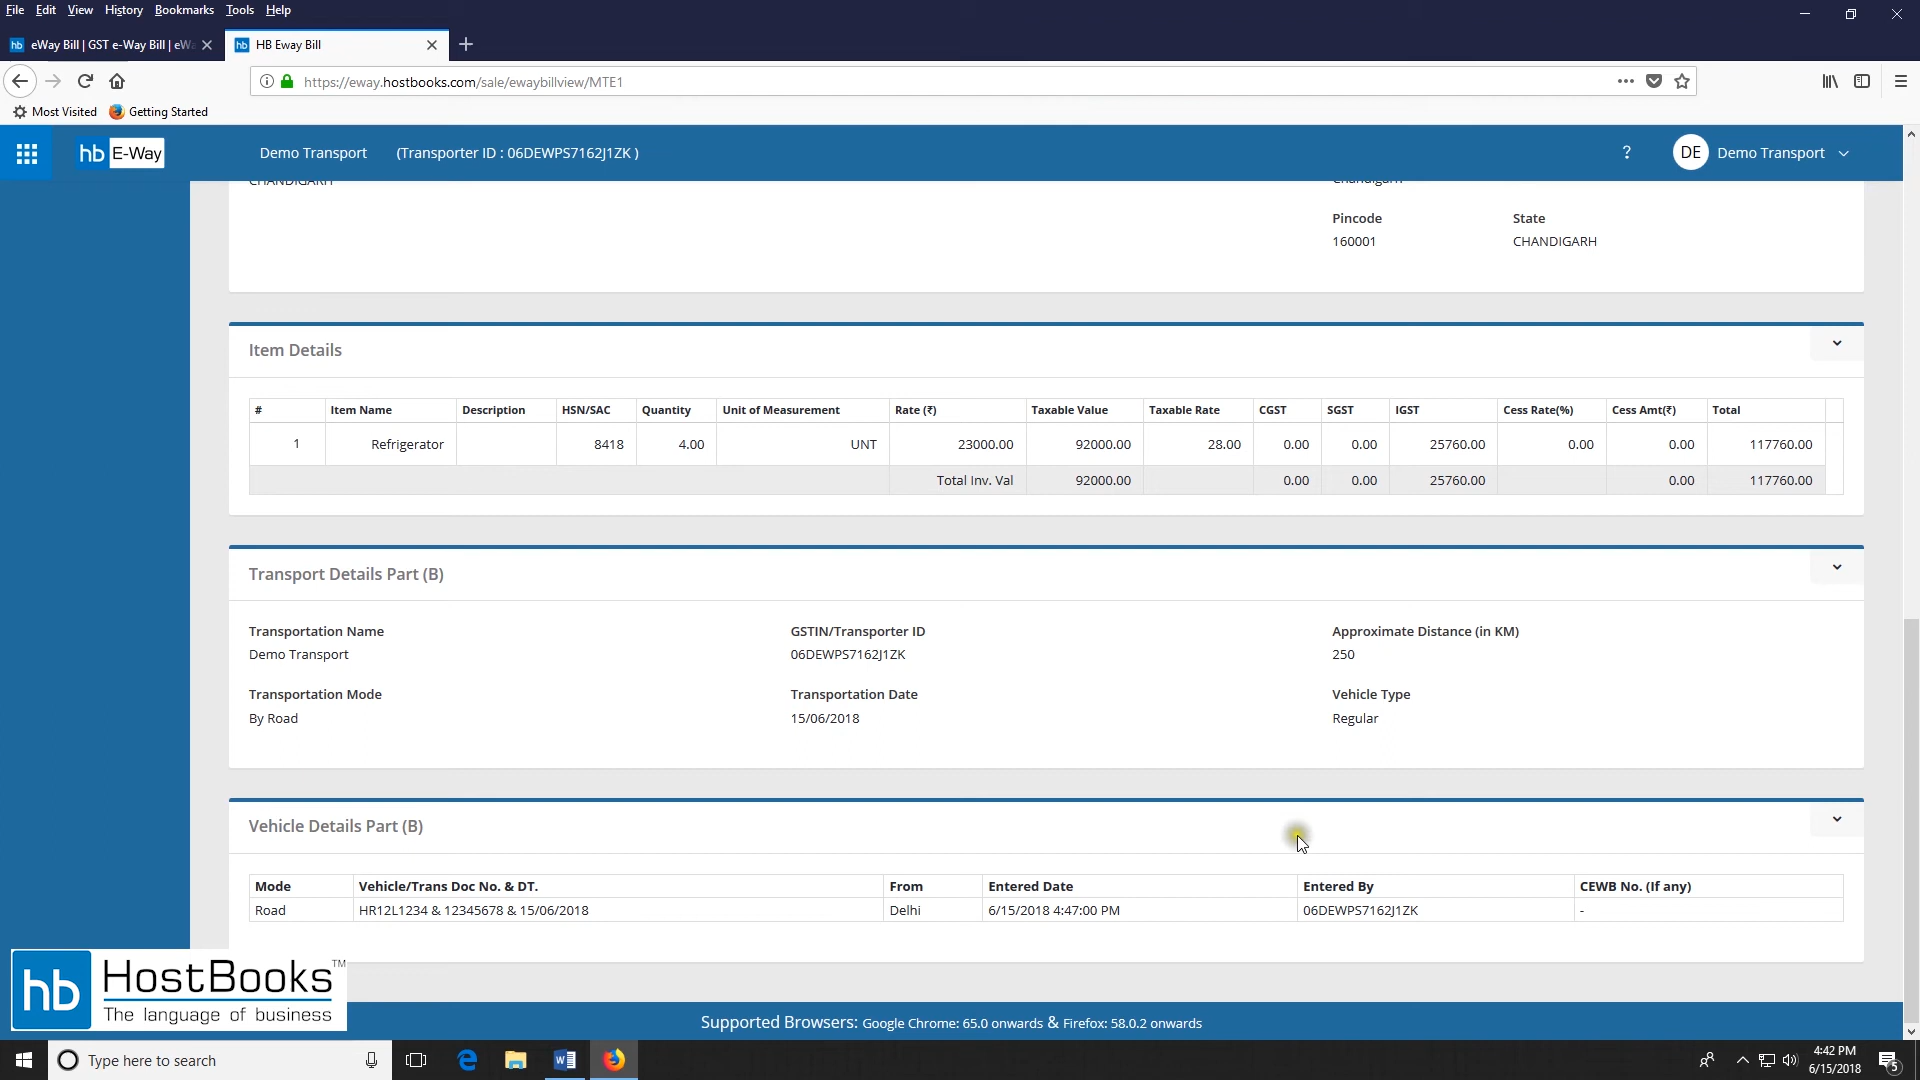 File Edit View History Bookmarks Tools Help
hb eWay Bill | GST e-Way Bill | eWa
hb HB Eway Bill
https://eway.hostbooks.com/sale/ewaybillview/MTE1
Most Visited Getting Started
hb E-Way Demo Transport (Transporter ID : 06DEWPS7162J1ZK ) ? DE Demo Transport
CHANDIGARH Chandigarh
Pincode State
160001 CHANDIGARH
Item Details
# Item Name Description HSN/SAC Quantity Unit of Measurement Rate (₹) Taxable Value Taxable Rate CGST SGST IGST Cess Rate(%) Cess Amt(₹) Total
1 Refrigerator 8418 4.00 UNT 23000.00 92000.00 28.00 0.00 0.00 25760.00 0.00 0.00 117760.00
Total Inv. Val 92000.00 0.00 0.00 25760.00 0.00 117760.00
Transport Details Part (B)
Transportation Name GSTIN/Transporter ID Approximate Distance (in KM)
Demo Transport 06DEWPS7162J1ZK 250
Transportation Mode Transportation Date Vehicle Type
By Road 15/06/2018 Regular
Vehicle Details Part (B)
Mode Vehicle/Trans Doc No. & DT. From Entered Date Entered By CEWB No. (If any)
Road HR12L1234 & 12345678 & 15/06/2018 Delhi 6/15/2018 4:47:00 PM 06DEWPS7162J1ZK -
hb HostBooks TM
The language of business
Supported Browsers: Google Chrome: 65.0 onwards & Firefox: 58.0.2 onwards
Type here to search
4:42 PM
6/15/2018
5